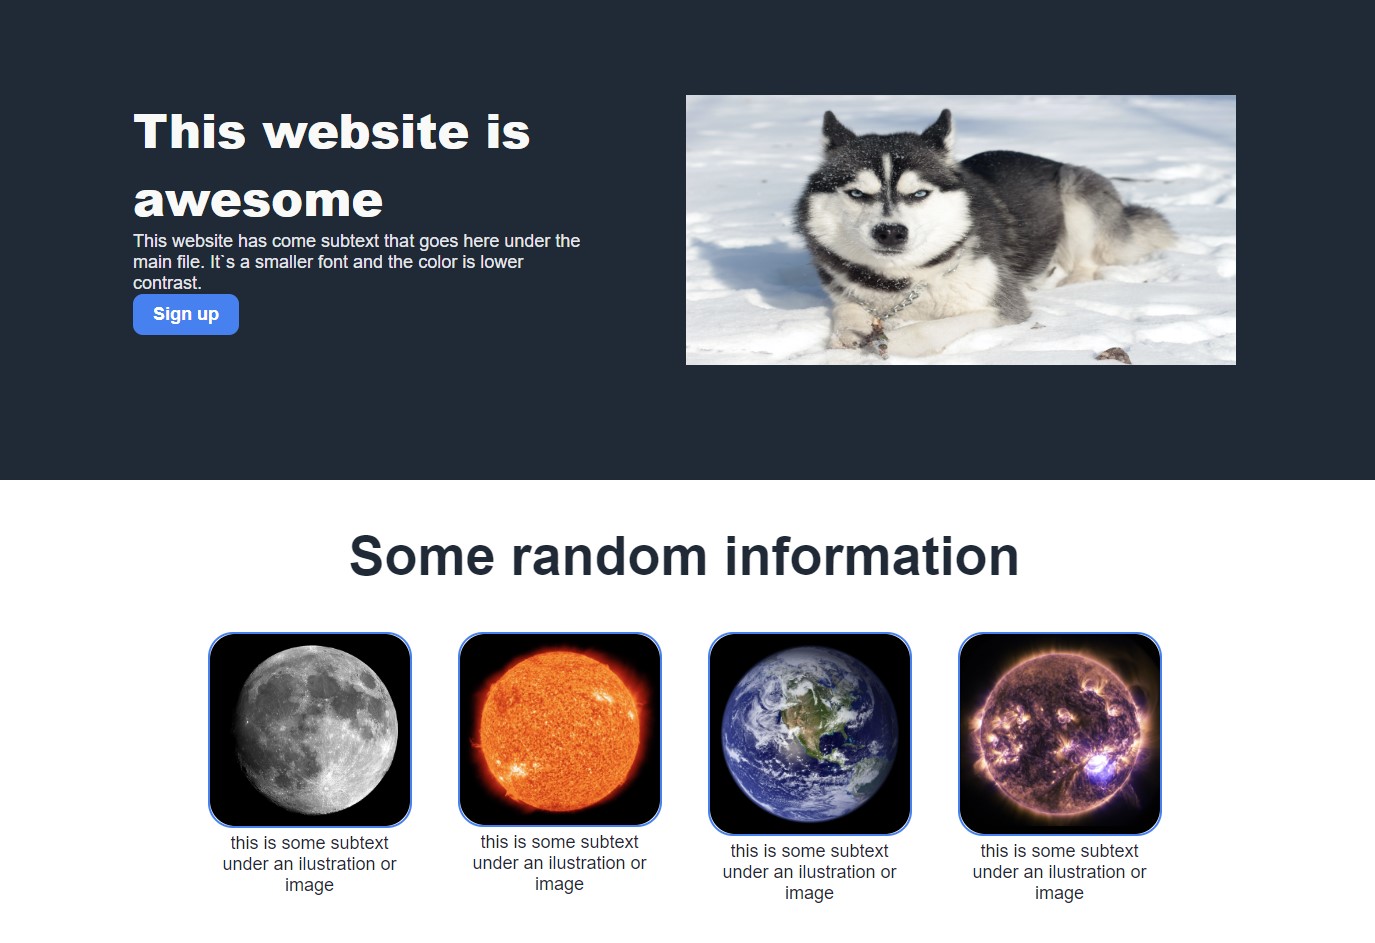 This website is
awesome
This website has come subtext that goes here under the
main file. It`s a smaller font and the color is lower
contrast.
Sign up
Some random information
this is some subtext
under an ilustration or
image
this is some subtext
under an ilustration or
image
this is some subtext
under an ilustration or
image
this is some subtext
under an ilustration or
image